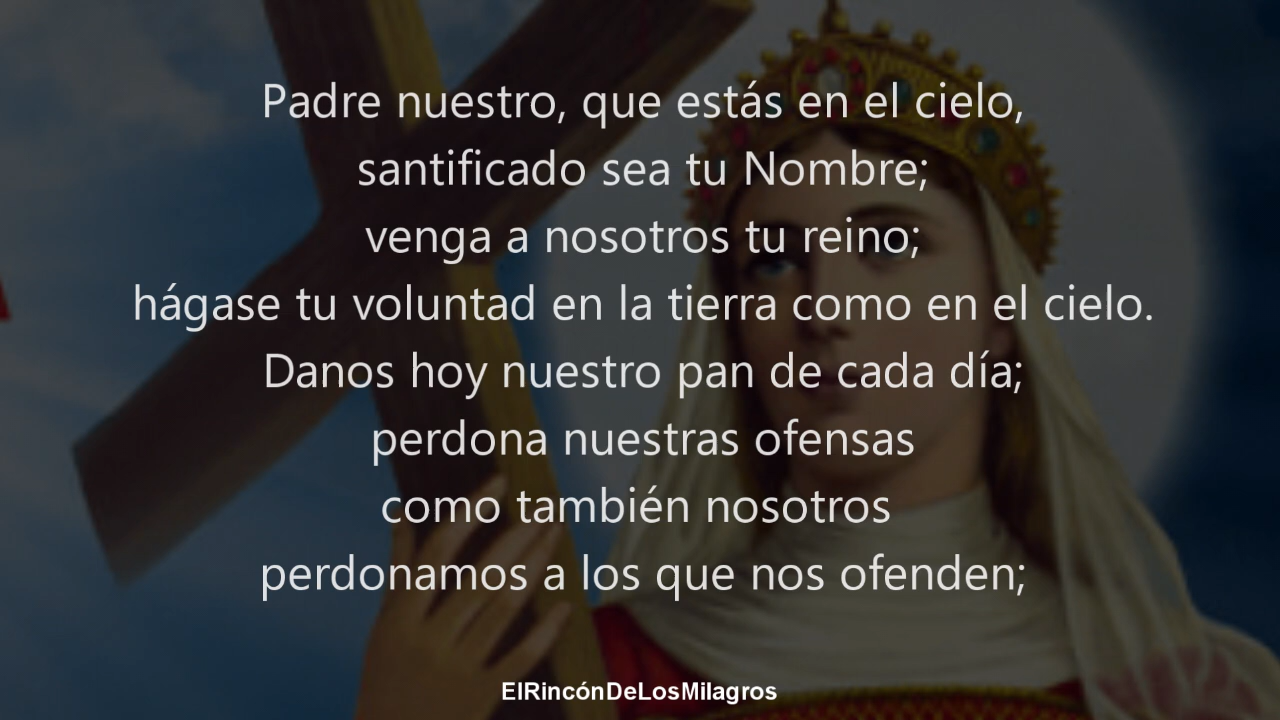 Padre nuestro, que estás en el cielo,
santificado sea tu Nombre;
venga a nosotros tu reino;
hágase tu voluntad en la tierra como en el cielo.
Danos hoy nuestro pan de cada día;
perdona nuestras ofensas
como también nosotros
perdonamos a los que nos ofenden;
ElRincónDeLosMilagros